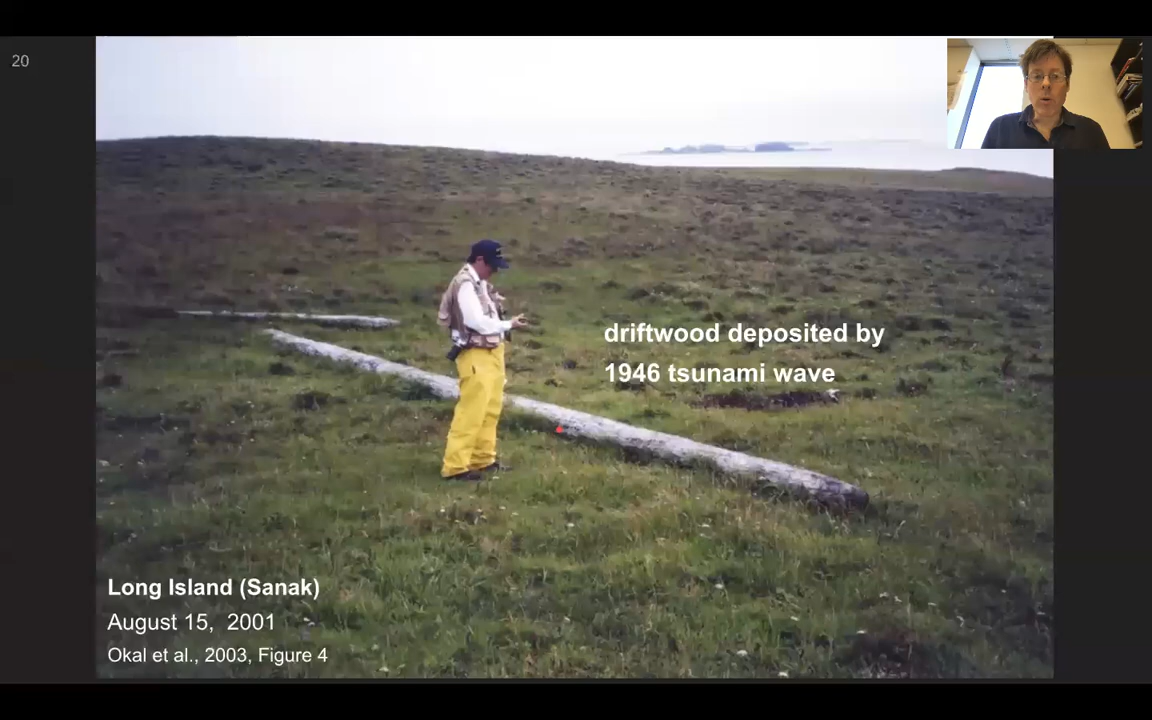 20
driftwood deposited by
1946 tsunami wave
Long Island (Sanak)
August 15, 2001
Okal et al., 2003, Figure 4